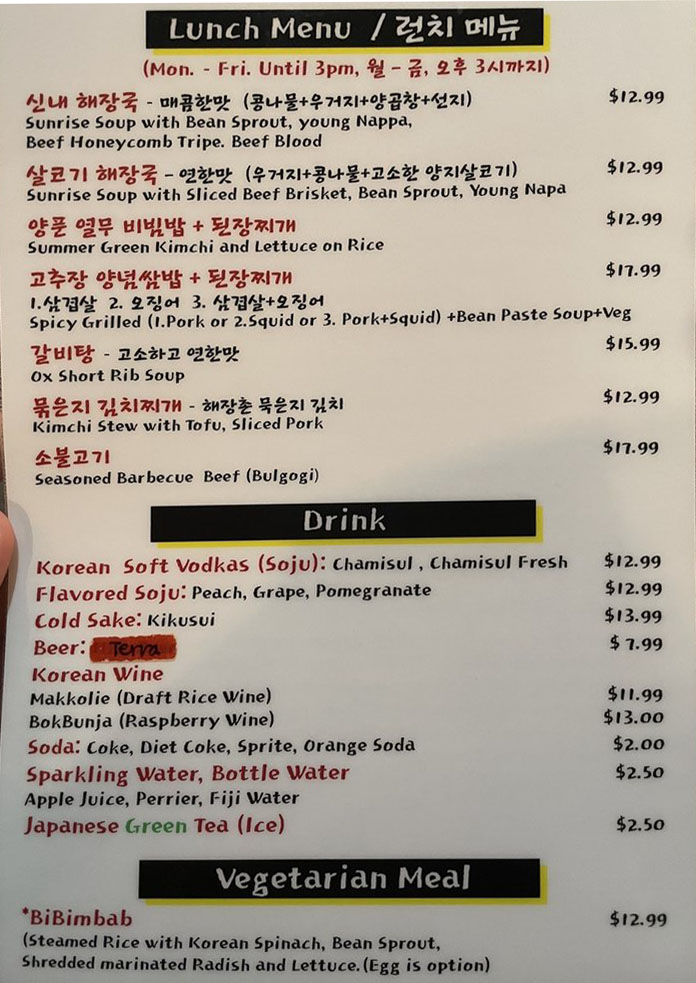 Lunch Menu / 런치 메뉴
(Mon. - Fri. Until 3pm, 월 - 금, 오후 3시까지)
신내 해장국 - 매콤한맛 (콩나물+우거지+양곱창+선지) $12.99
Sunrise Soup with Bean Sprout, young Nappa,
Beef Honeycomb Tripe. Beef Blood
살코기 해장국 - 연한맛 (우거지+콩나물+고소한 양지살코기) $12.99
Sunrise Soup with Sliced Beef Brisket, Bean Sprout, Young Napa
양푼 열무 비빔밥 + 된장찌개 $12.99
Summer Green Kimchi and Lettuce on Rice
고추장 양념쌈밥 + 된장찌개 $17.99
1.삼겹살 2. 오징어 3. 삼겹살+오징어
Spicy Grilled (1.Pork or 2.Squid or 3. Pork+Squid) +Bean Paste Soup+Veg
갈비탕 - 고소하고 연한맛 $15.99
Ox Short Rib Soup
묶은지 김치찌개 - 해장촌 묶은지 김치 $12.99
Kimchi Stew with Tofu, Sliced Pork
소불고기 $17.99
Seasoned Barbecue Beef (Bulgogi)
Drink
Korean Soft Vodkas (Soju): Chamisul , Chamisul Fresh $12.99
Flavored Soju: Peach, Grape, Pomegranate $12.99
Cold Sake: Kikusui $13.99
Beer: Terra $ 7.99
Korean Wine
Makkolie (Draft Rice Wine) $11.99
BokBunja (Raspberry Wine) $13.00
Soda: Coke, Diet Coke, Sprite, Orange Soda $2.00
Sparkling Water, Bottle Water $2.50
Apple Juice, Perrier, Fiji Water
Japanese Green Tea (Ice) $2.50
Vegetarian Meal
*BiBimbab $12.99
(Steamed Rice with Korean Spinach, Bean Sprout,
Shredded marinated Radish and Lettuce.(Egg is option)